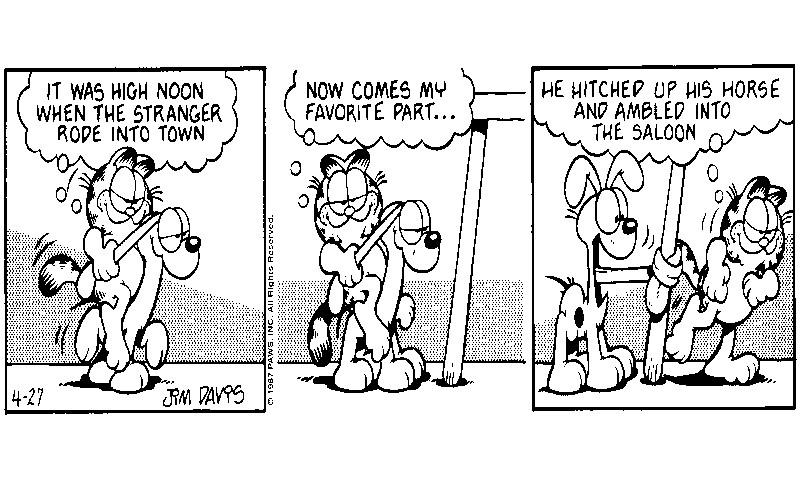 IT WAS HIGH NOON
WHEN THE STRANGER
RODE INTO TOWN
4-27
JIM DAVIS
© 1987 PAWS, INC. All Rights Reserved.
NOW COMES MY
FAVORITE PART...
HE HITCHED UP HIS HORSE
AND AMBLED INTO
THE SALOON